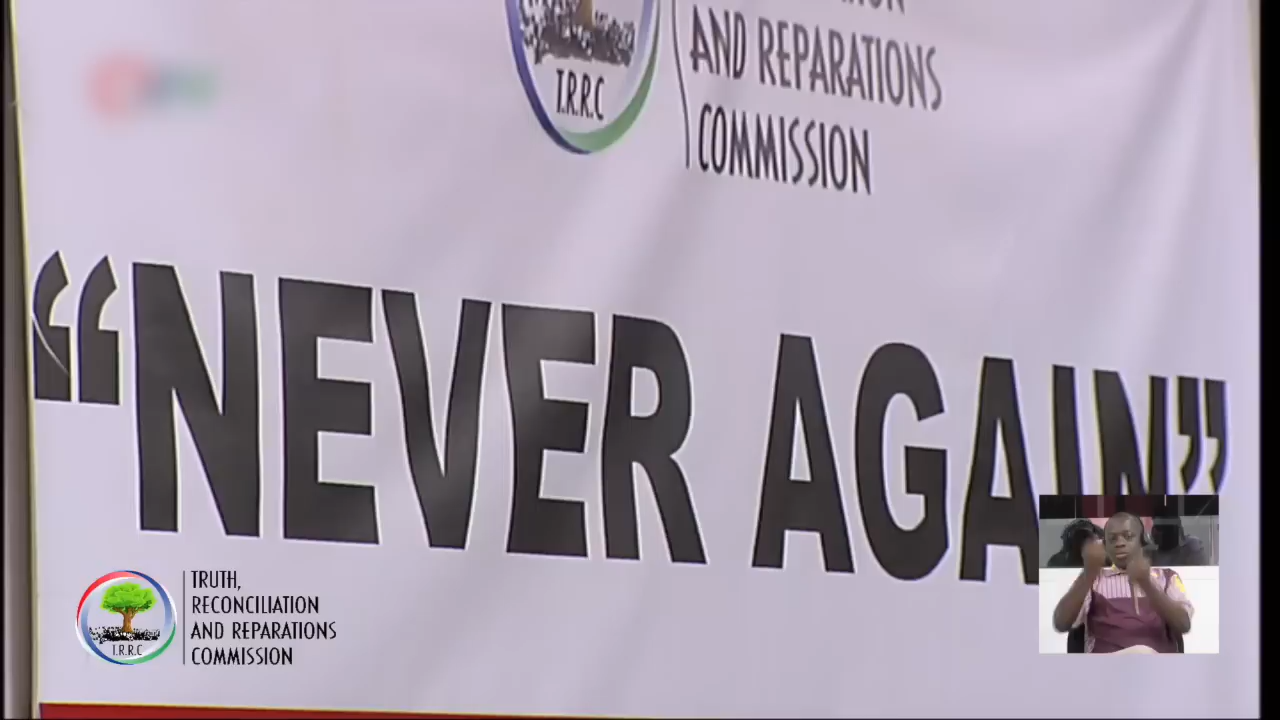 AND REPARATIONS
COMMISSION
T.R.R.C
“NEVER AGAIN”
TRUTH,
RECONCILIATION
AND REPARATIONS
COMMISSION
T.R.R.C